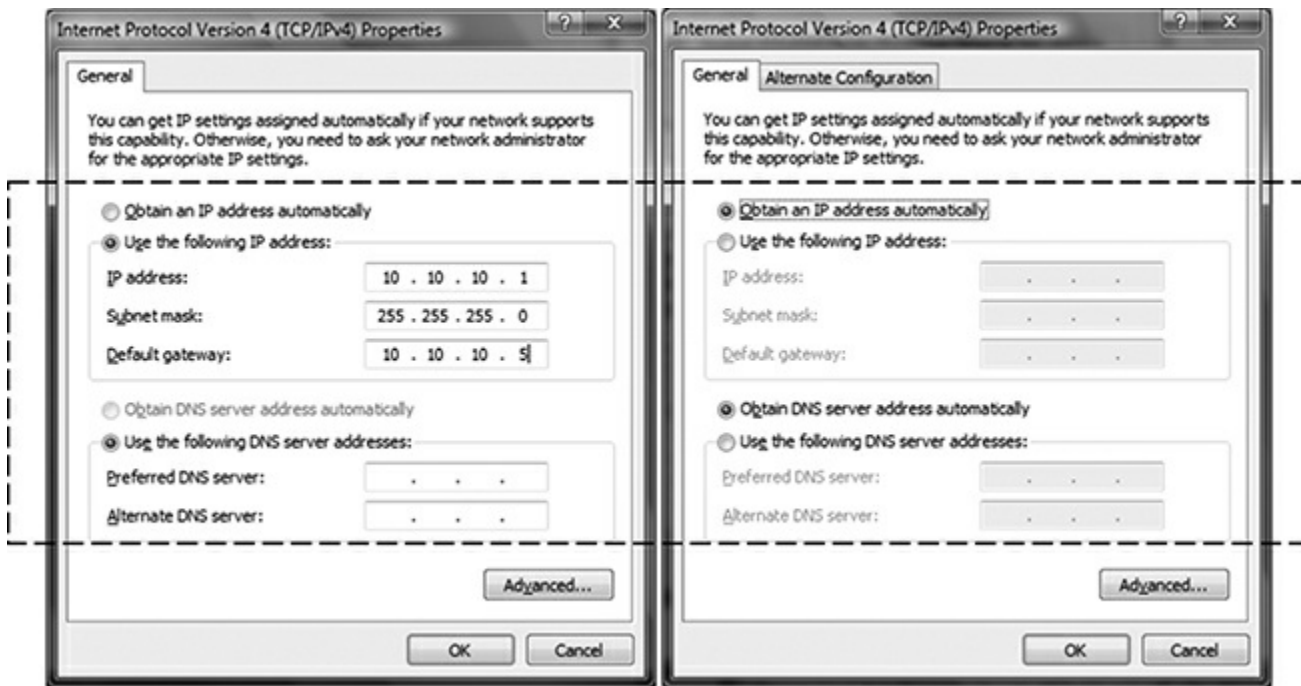 Internet Protocol Version 4 (TCP/IPv4) Properties
General
You can get IP settings assigned automatically if your network supports
this capability. Otherwise, you need to ask your network administrator
for the appropriate IP settings.
Obtain an IP address automatically
Use the following IP address:
IP address: 10 . 10 . 10 . 1
Subnet mask: 255 . 255 . 255 . 0
Default gateway: 10 . 10 . 10 . 5
Obtain DNS server address automatically
Use the following DNS server addresses:
Preferred DNS server: . . .
Alternate DNS server: . . .
Advanced...
OK Cancel
Internet Protocol Version 4 (TCP/IPv4) Properties
General Alternate Configuration
You can get IP settings assigned automatically if your network supports
this capability. Otherwise, you need to ask your network administrator
for the appropriate IP settings.
Obtain an IP address automatically
Use the following IP address:
IP address: . . .
Subnet mask: . . .
Default gateway: . . .
Obtain DNS server address automatically
Use the following DNS server addresses:
Preferred DNS server: . . .
Alternate DNS server: . . .
Advanced...
OK Cancel